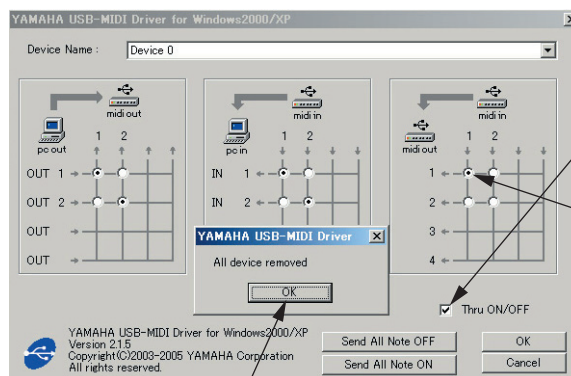 YAMAHA USB-MIDI Driver for Windows2000/XP
Device Name :
Device 0
midi out
pc out
1 2
OUT 1
OUT 2
OUT
OUT
midi in
pc in
1 2
IN 1
IN 2
midi in
midi out
1 2
1
2
3
4
YAMAHA USB-MIDI Driver
All device removed
OK
Thru ON/OFF
YAMAHA USB-MIDI Driver for Windows2000/XP
Version 2.1.5
Copyright(C)2003-2005 YAMAHA Corporation
All rights reserved.
Send All Note OFF
OK
Send All Note ON
Cancel